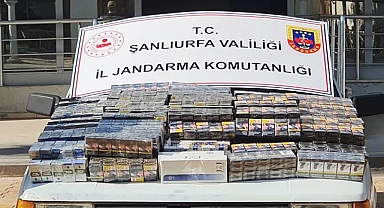 T.C.
ŞANLIURFA VALİLİĞİ
İL JANDARMA KOMUTANLIĞI